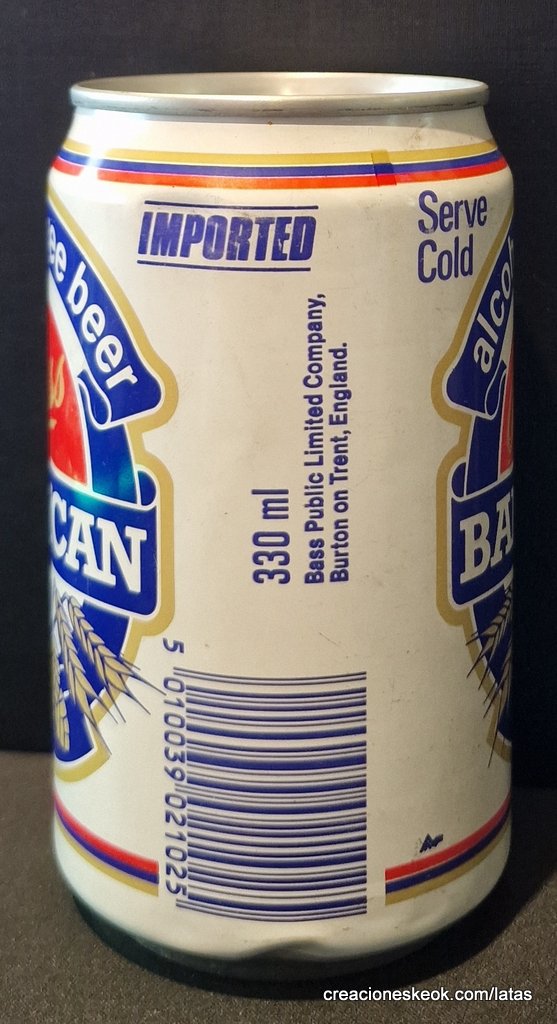 IMPORTED
Serve
Cold
ee beer
CAN
alco
BA
330 ml
Bass Public Limited Company,
Burton on Trent, England.
5 010039 021025
creacioneskeok.com/latas